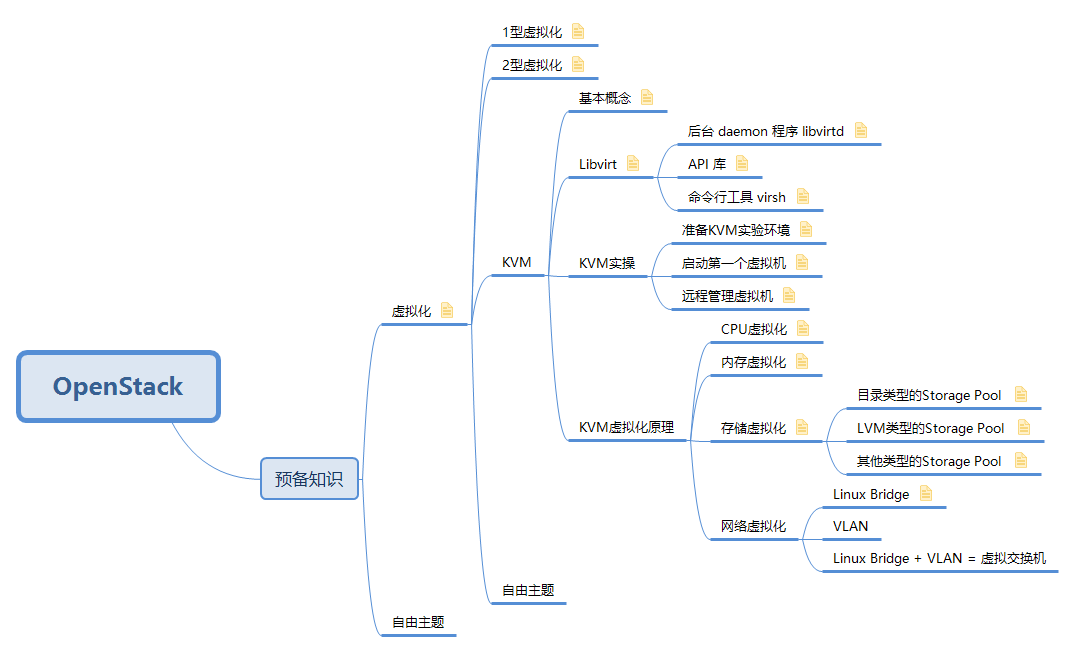 OpenStack
预备知识
虚拟化
1型虚拟化
2型虚拟化
KVM
基本概念
Libvirt
后台 daemon 程序 libvirtd
API 库
命令行工具 virsh
KVM实操
准备KVM实验环境
启动第一个虚拟机
远程管理虚拟机
KVM虚拟化原理
CPU虚拟化
内存虚拟化
存储虚拟化
目录类型的Storage Pool
LVM类型的Storage Pool
其他类型的Storage Pool
网络虚拟化
Linux Bridge
VLAN
Linux Bridge + VLAN = 虚拟交换机
自由主题
自由主题